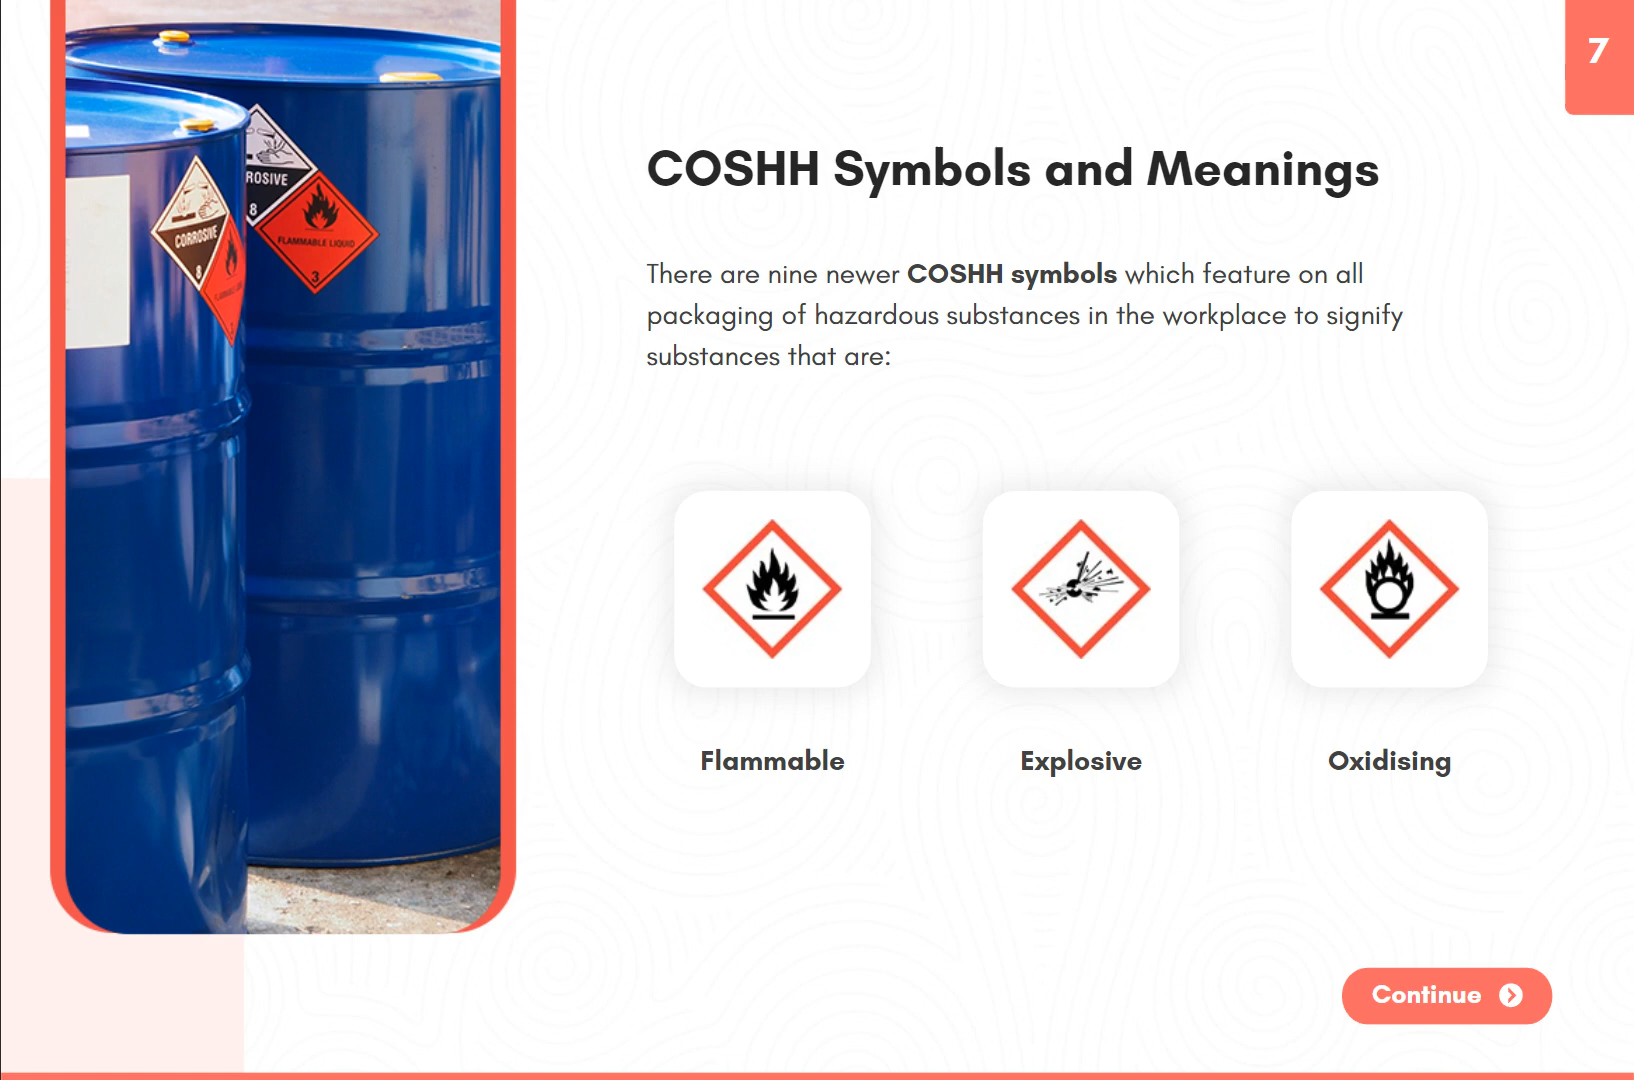 7
COSHH Symbols and Meanings
There are nine newer COSHH symbols which feature on all
packaging of hazardous substances in the workplace to signify
substances that are:
Flammable
Explosive
Oxidising
Continue
CORROSIVE
8
ROSIVE
8
FLAMMABLE LIQUID
3